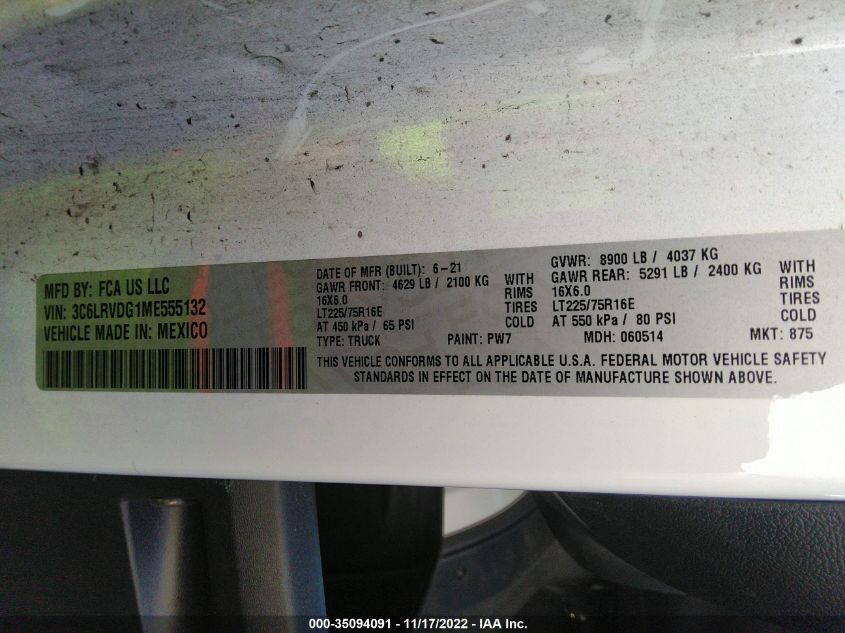 MFD BY: FCA US LLC
VIN: 3C6LRVDG1ME555132
VEHICLE MADE IN: MEXICO
DATE OF MFR (BUILT): 6-21
GAWR FRONT: 4629 LB / 2100 KG WITH
16X6.0 RIMS
LT225/75R16E TIRES
AT 450 kPa / 65 PSI COLD
TYPE: TRUCK PAINT: PW7
GVWR: 8900 LB / 4037 KG
GAWR REAR: 5291 LB / 2400 KG WITH
16X6.0 RIMS
LT225/75R16E TIRES
AT 550 kPa / 80 PSI COLD
MDH: 060514 MKT: 875
THIS VEHICLE CONFORMS TO ALL APPLICABLE U.S.A. FEDERAL MOTOR VEHICLE SAFETY
STANDARDS IN EFFECT ON THE DATE OF MANUFACTURE SHOWN ABOVE.
000-35094091 - 11/17/2022 - IAA Inc.